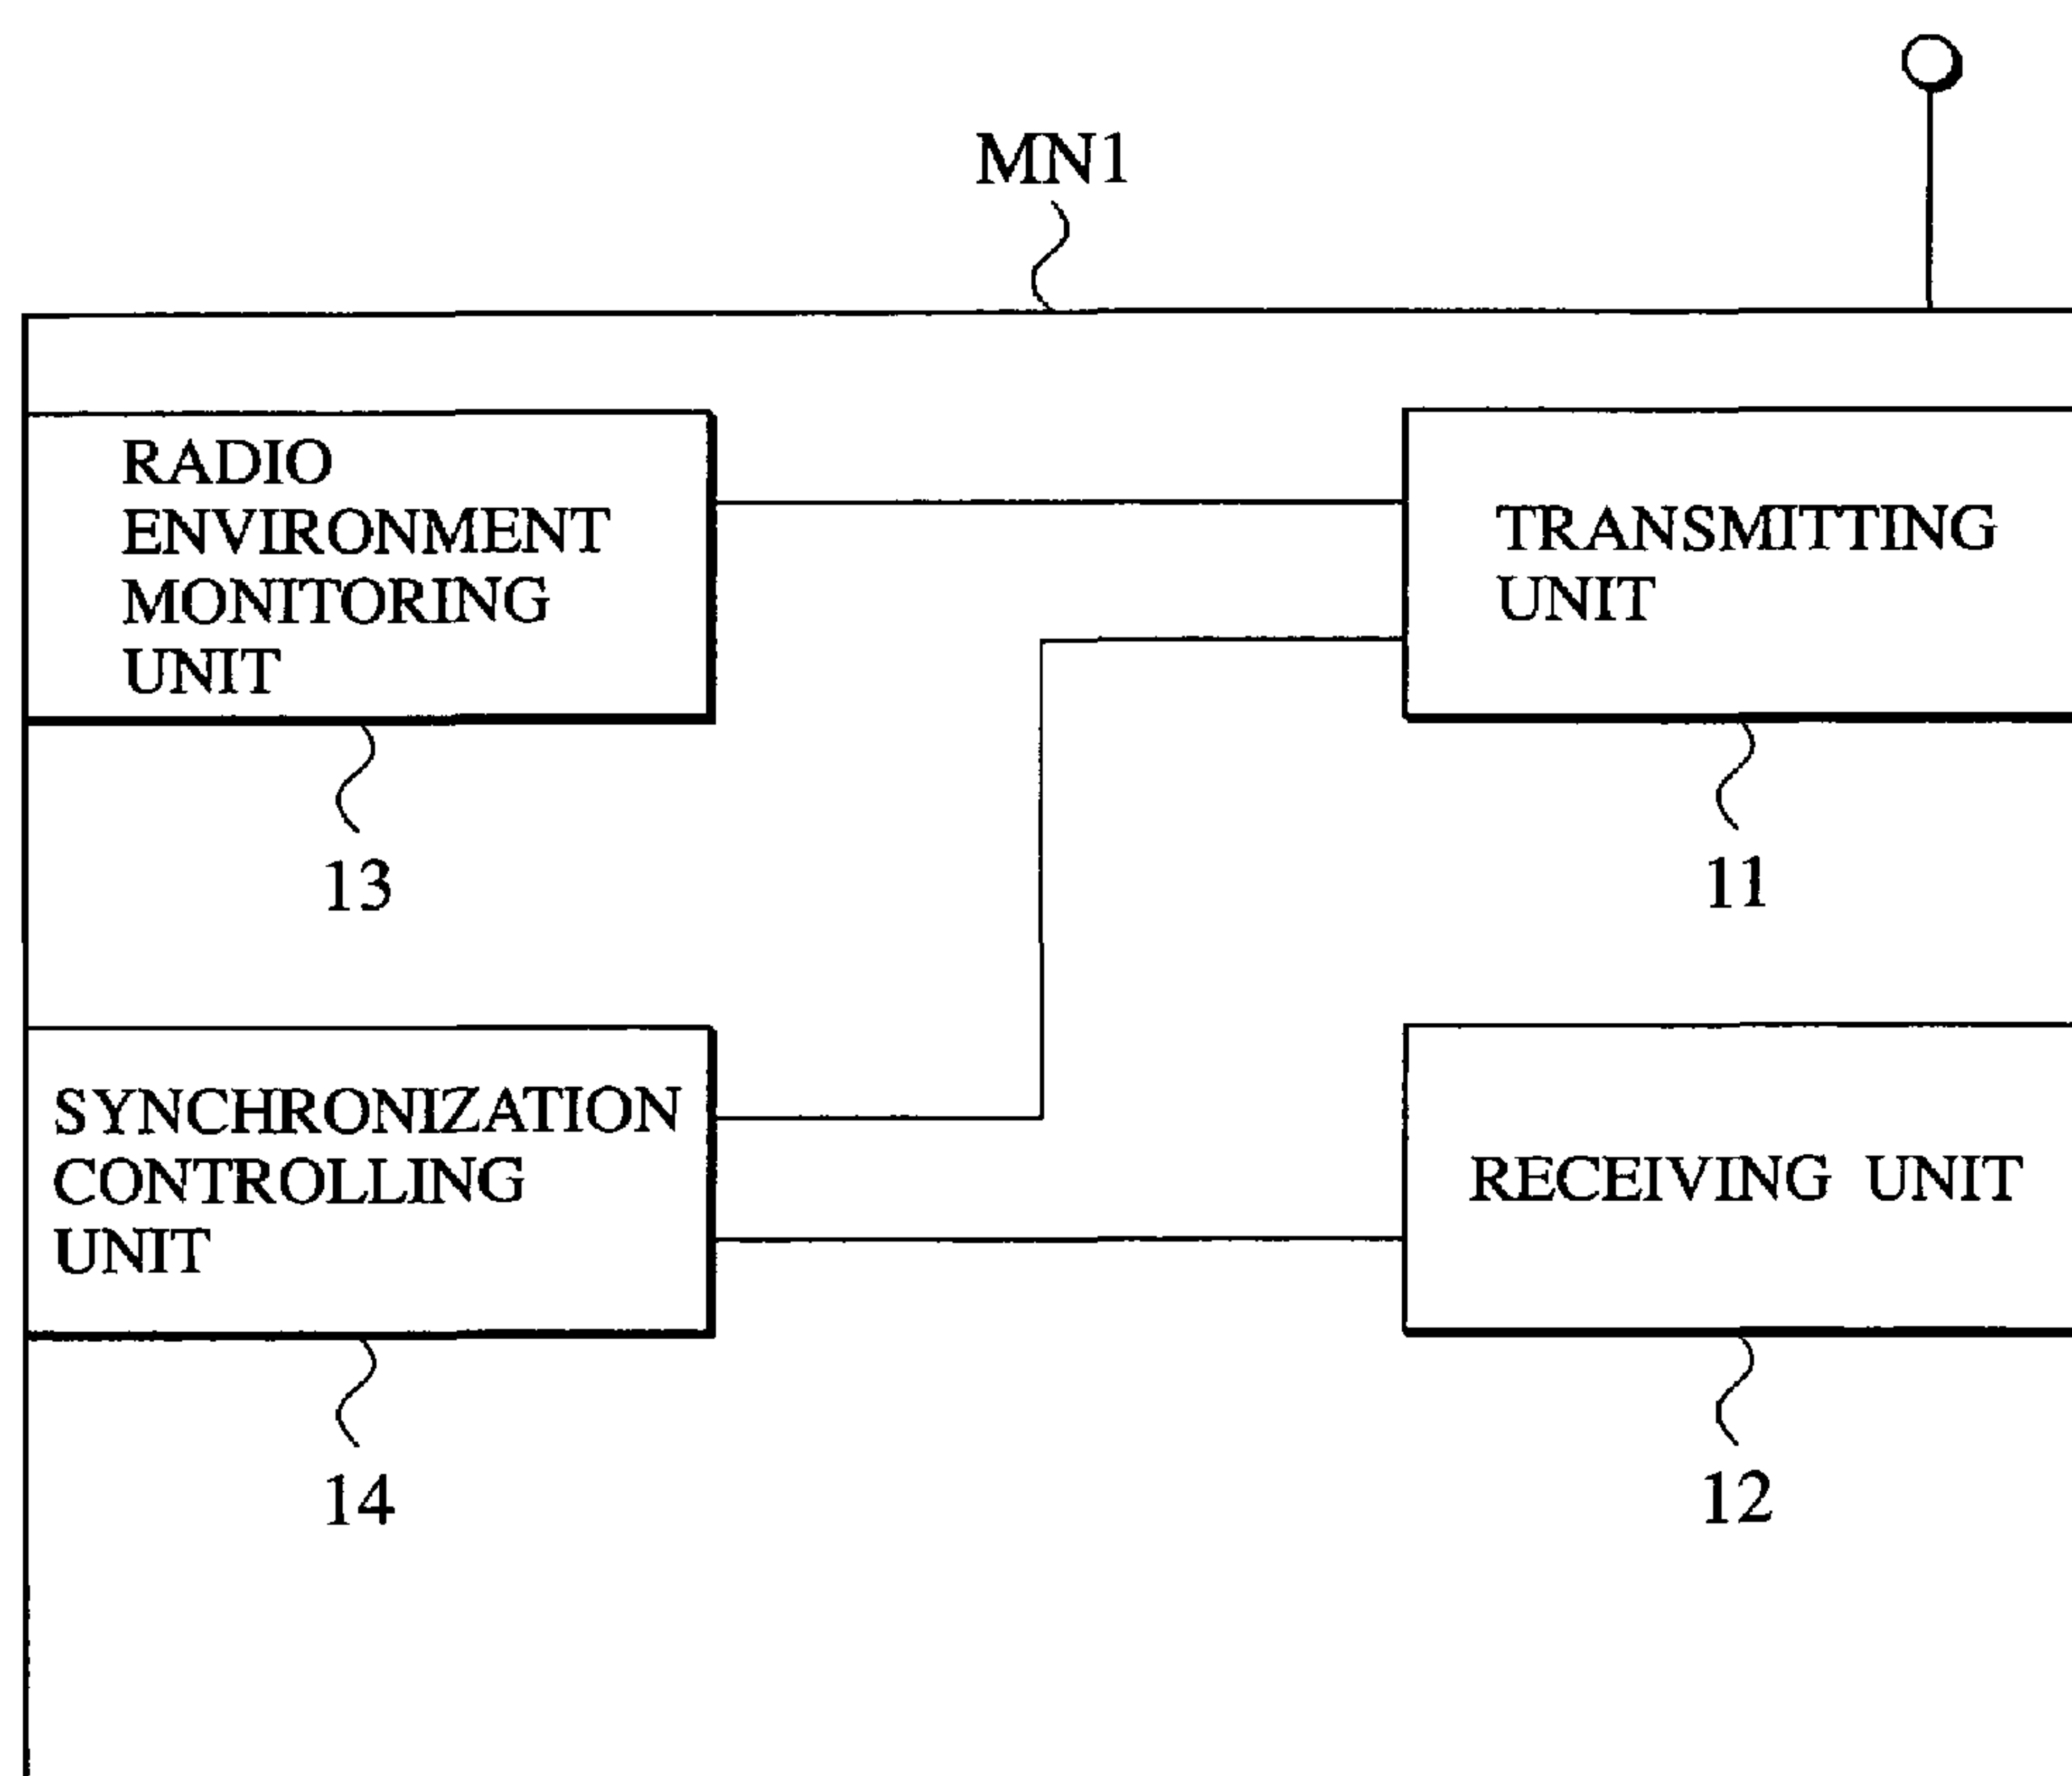 MN1
RADIO
ENVIRONMENT
MONITORING
UNIT
TRANSMITTING
UNIT
13
11
SYNCHRONIZATION
CONTROLLING
UNIT
RECEIVING UNIT
14
12